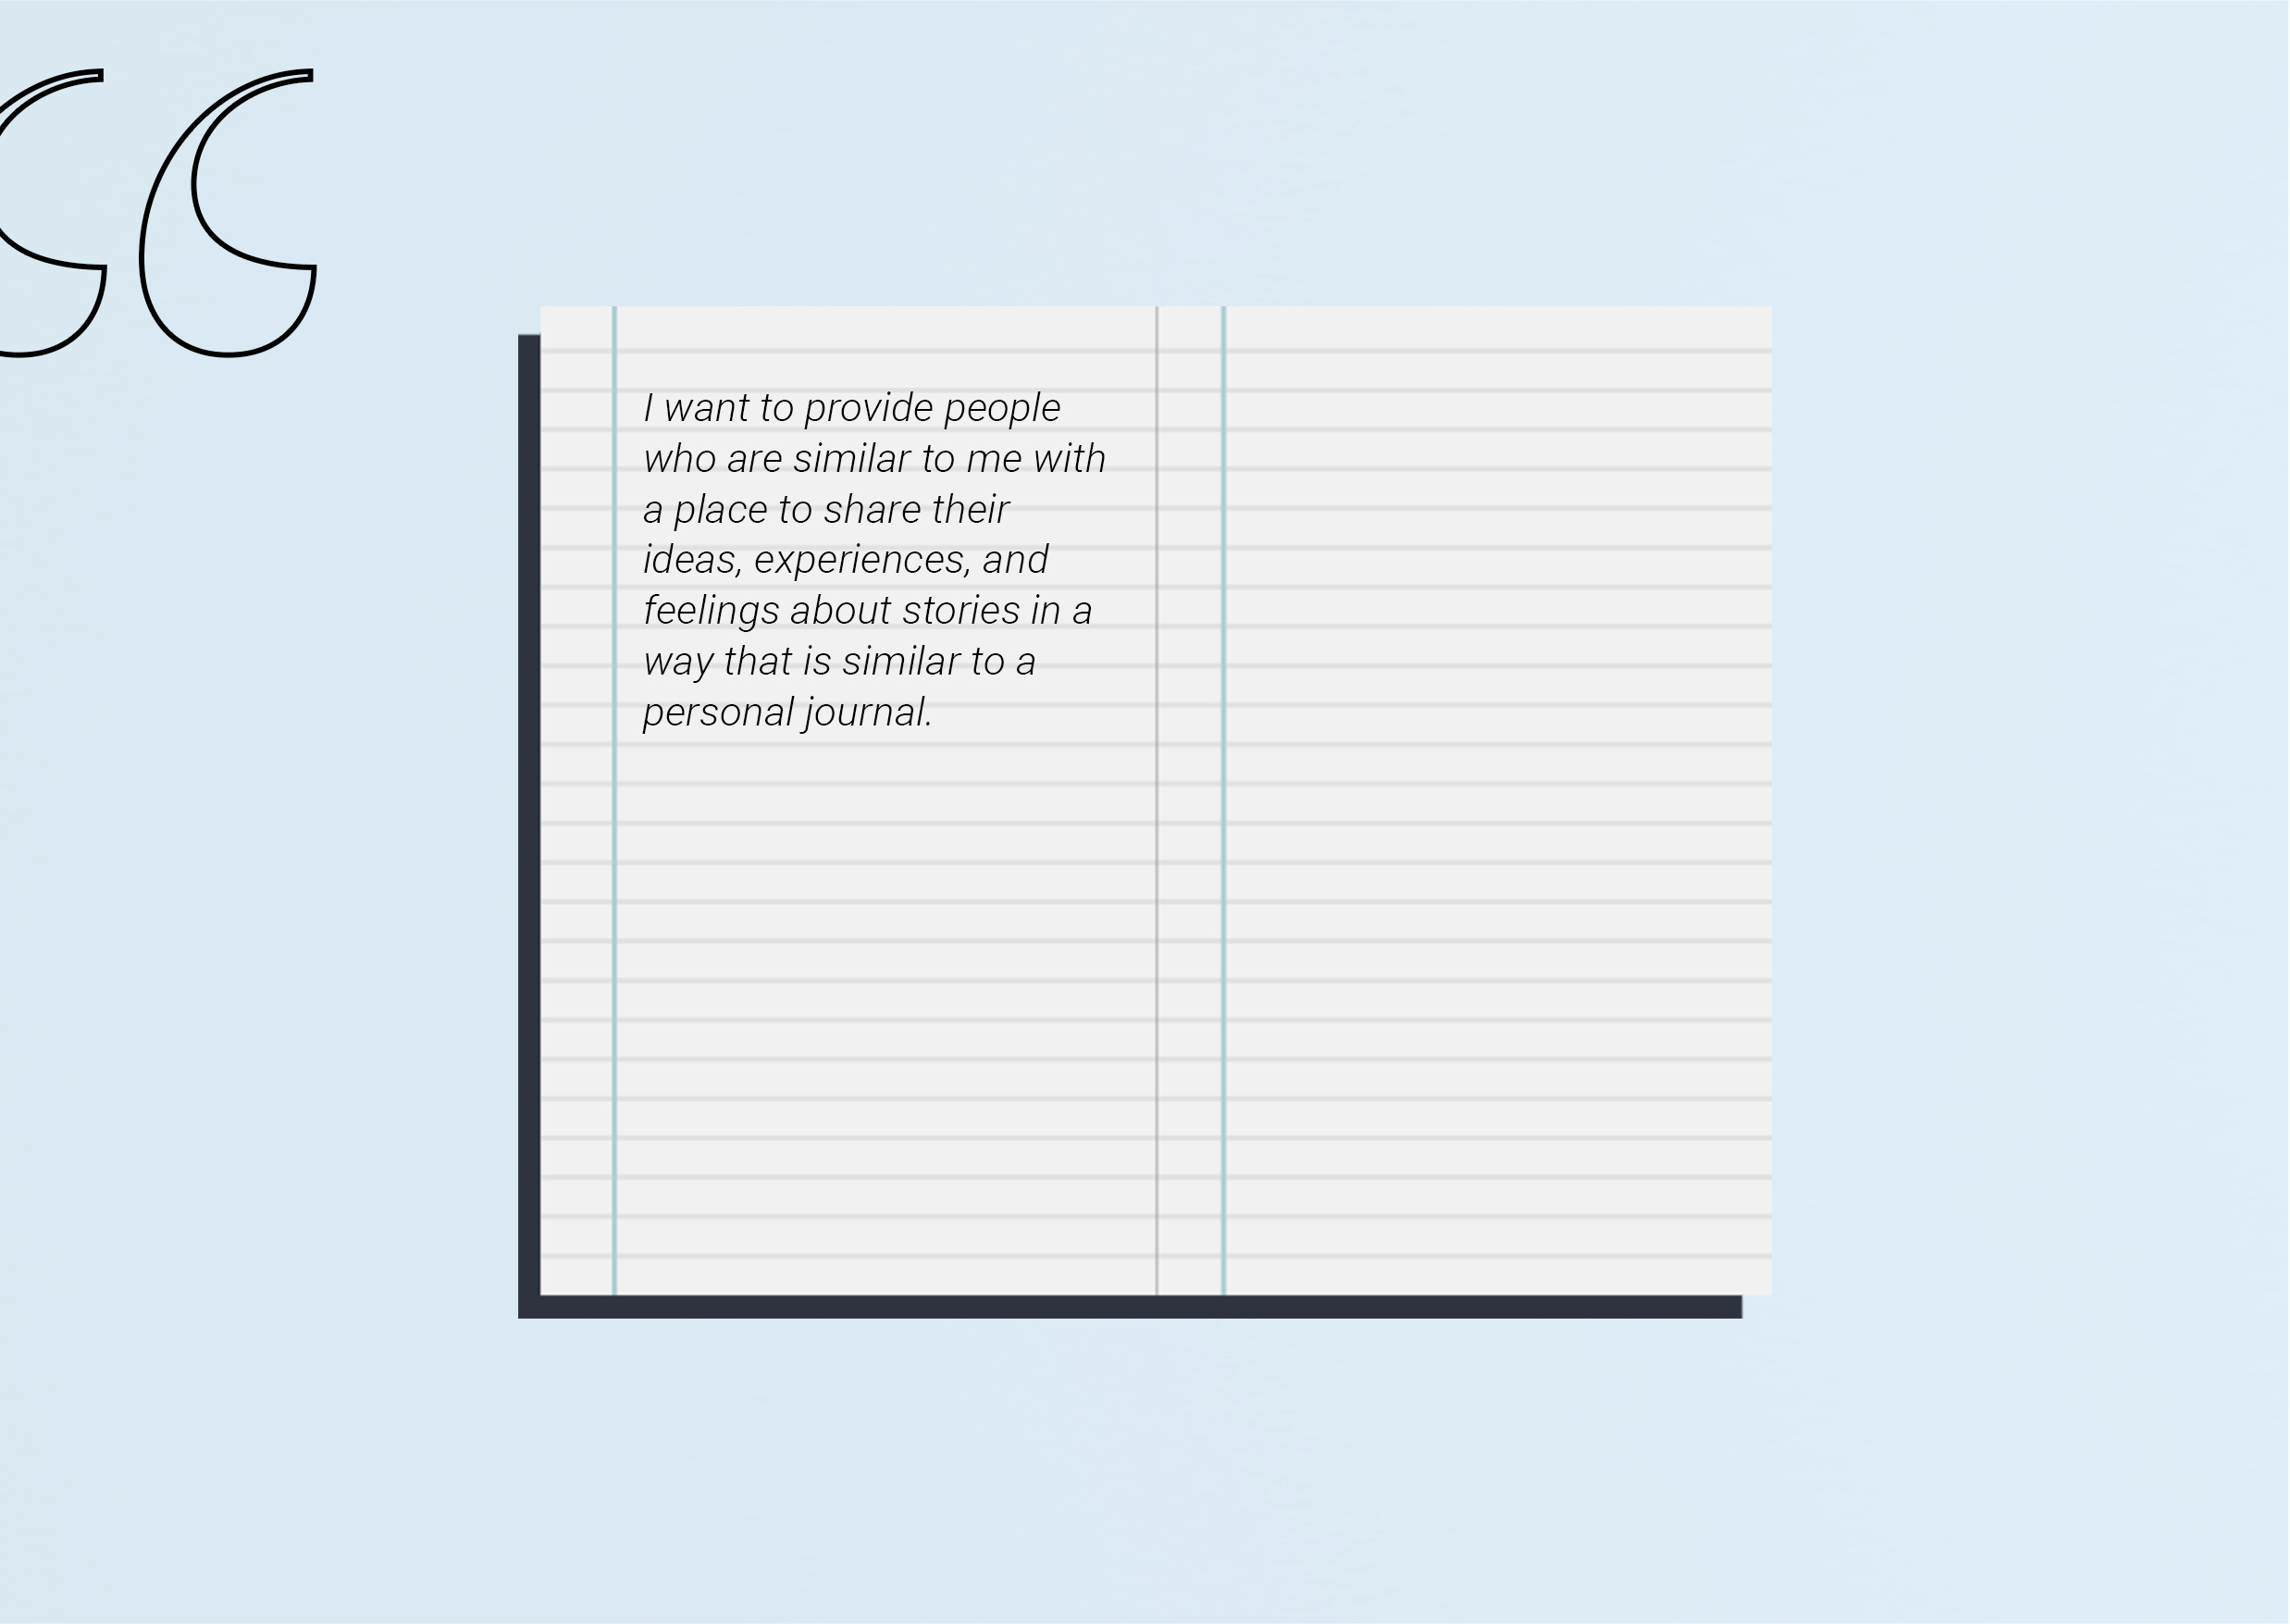 “
I want to provide people
who are similar to me with
a place to share their
ideas, experiences, and
feelings about stories in a
way that is similar to a
personal journal.